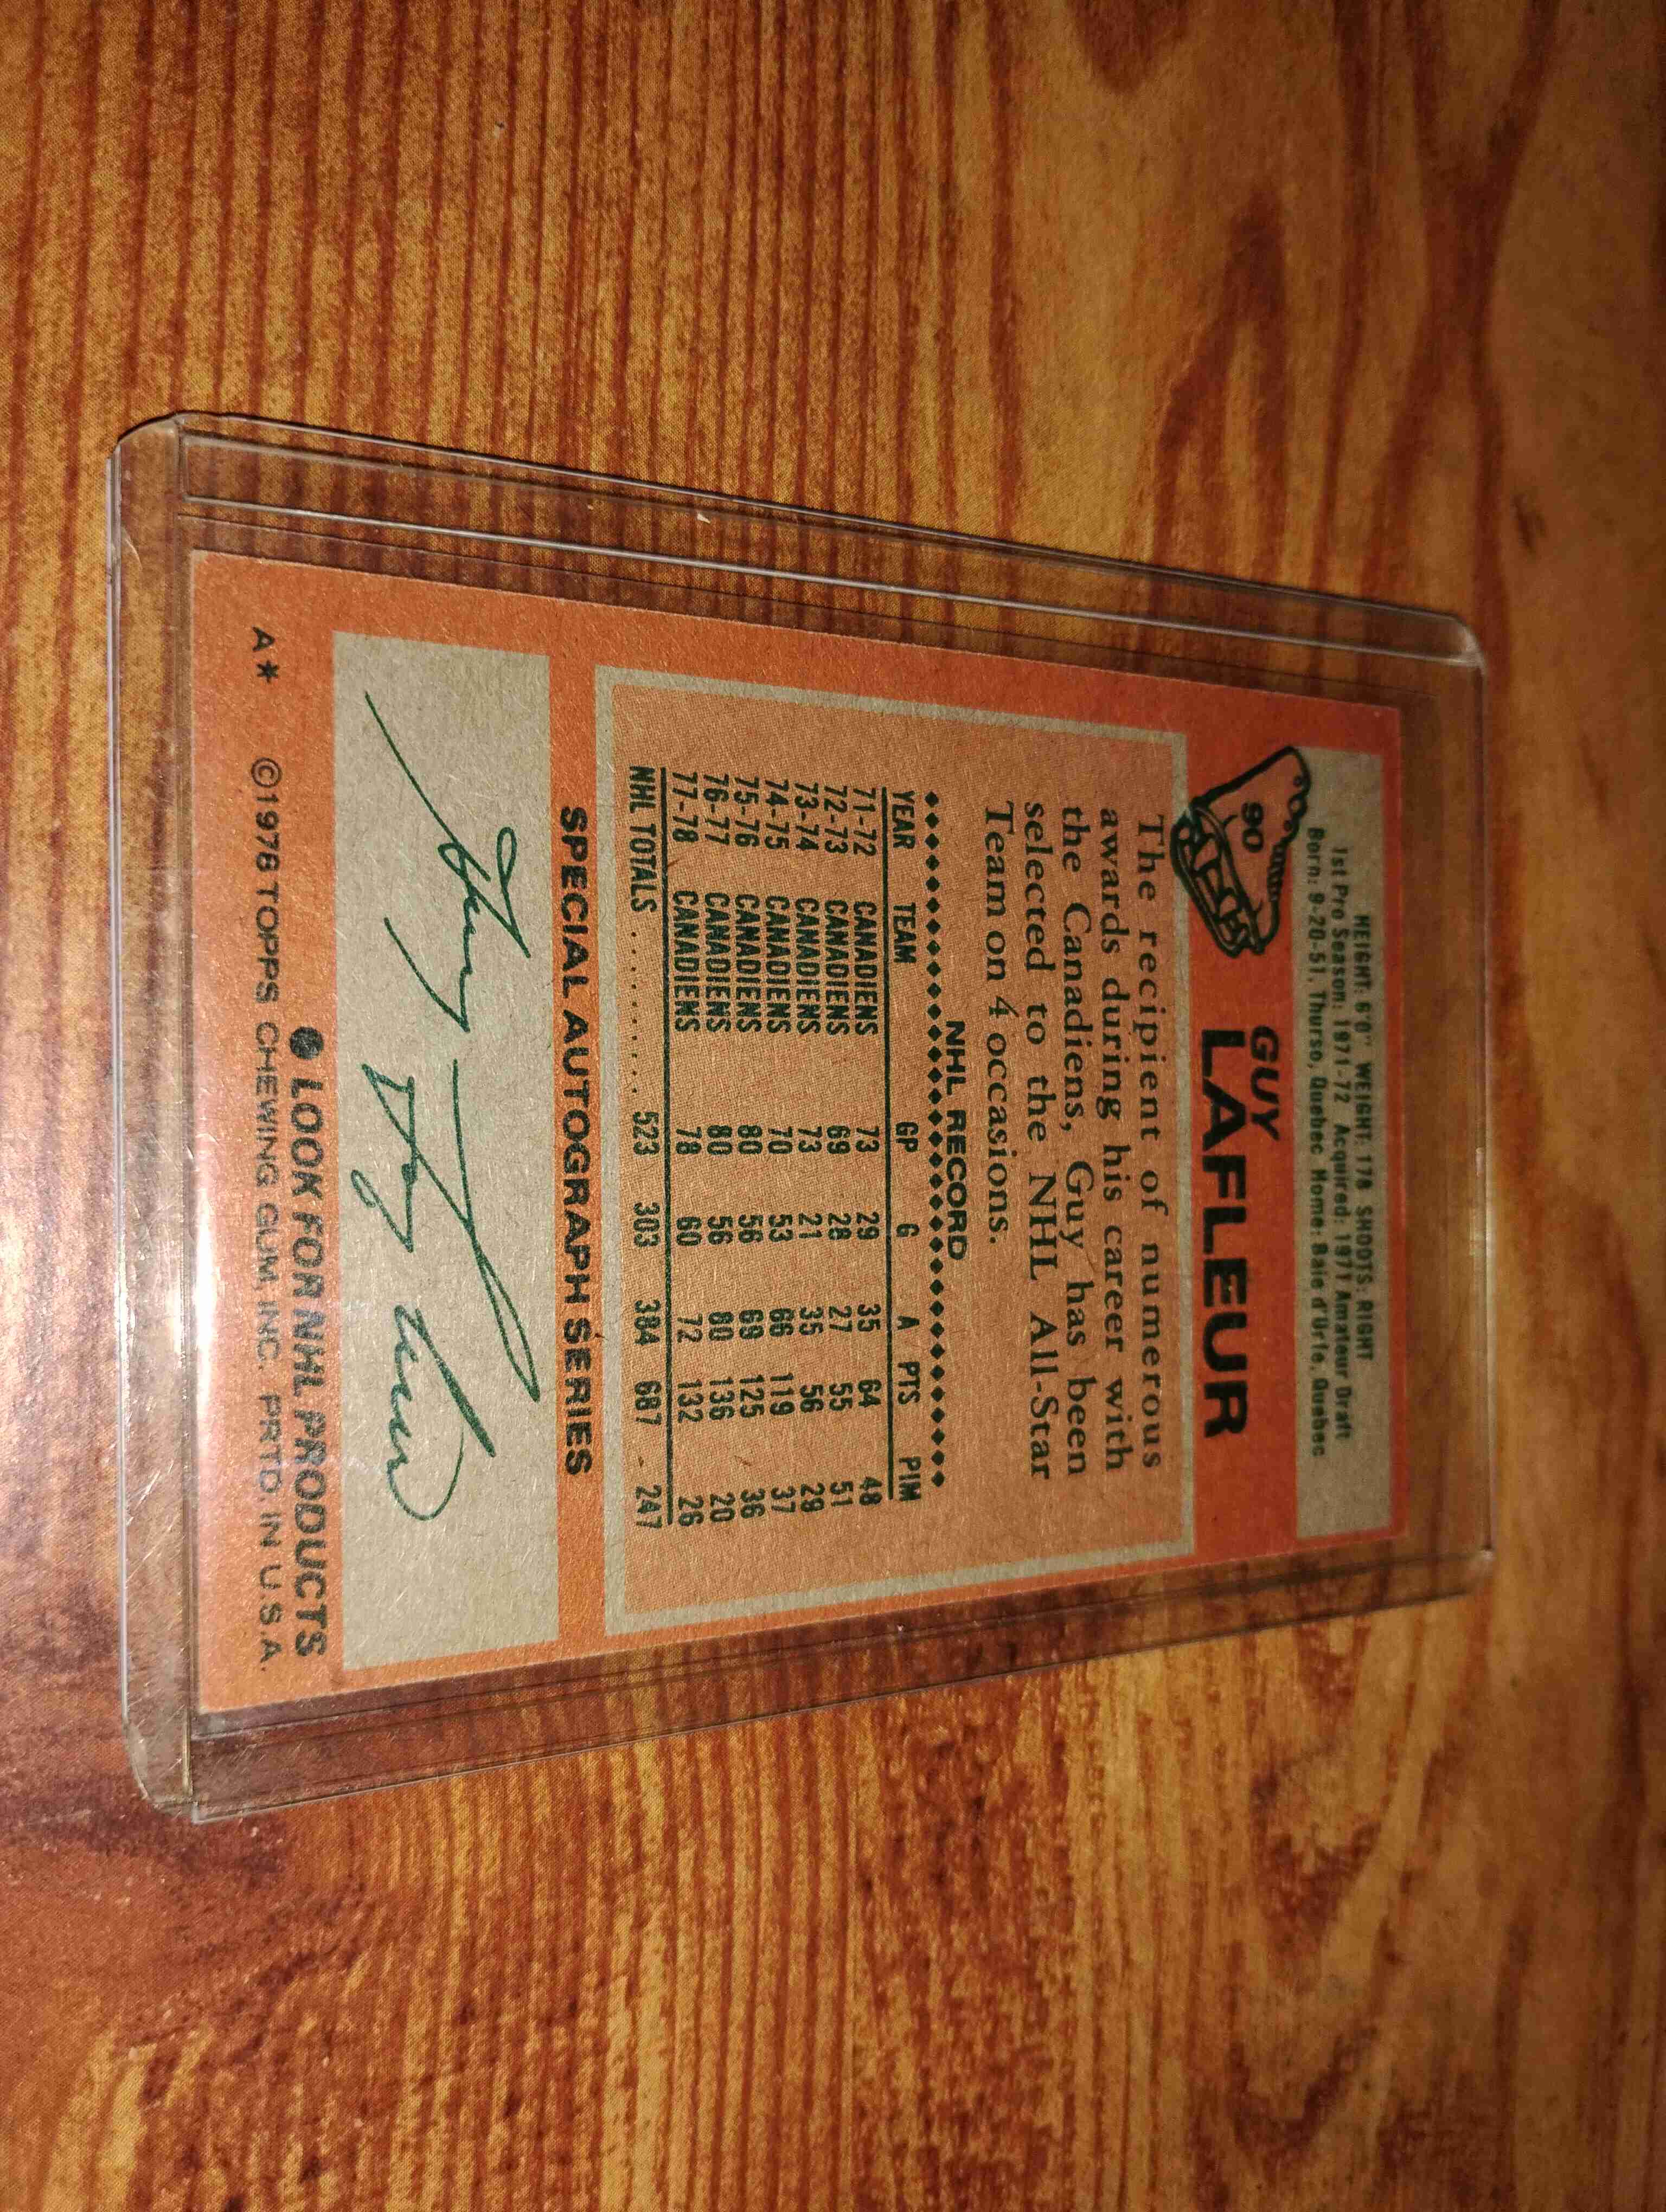 HEIGHT: 6'0" WEIGHT: 178 SHOOTS: RIGHT
1st Pro Season: 1971-72 Acquired: 1971 Amateur Draft
Born: 9-20-51, Thurso, Quebec Home: Baie d'Urfe, Quebec
90
GUY
LAFLEUR
The recipient of numerous
awards during his career with
the Canadiens, Guy has been
selected to the NHL All-Star
Team on 4 occasions.
NHL RECORD
YEAR TEAM GP G A PTS PIM
71-72 CANADIENS 73 29 35 64 48
72-73 CANADIENS 69 28 27 55 51
73-74 CANADIENS 73 21 35 56 29
74-75 CANADIENS 70 53 66 119 37
75-76 CANADIENS 80 56 69 125 36
76-77 CANADIENS 80 56 80 136 20
77-78 CANADIENS 78 60 72 132 26
NHL TOTALS .......... 523 303 384 687 - 247
SPECIAL AUTOGRAPH SERIES
Guy Lafleur
LOOK FOR NHL PRODUCTS
A* ©1978 TOPPS CHEWING GUM, INC. PRTD. IN U.S.A.